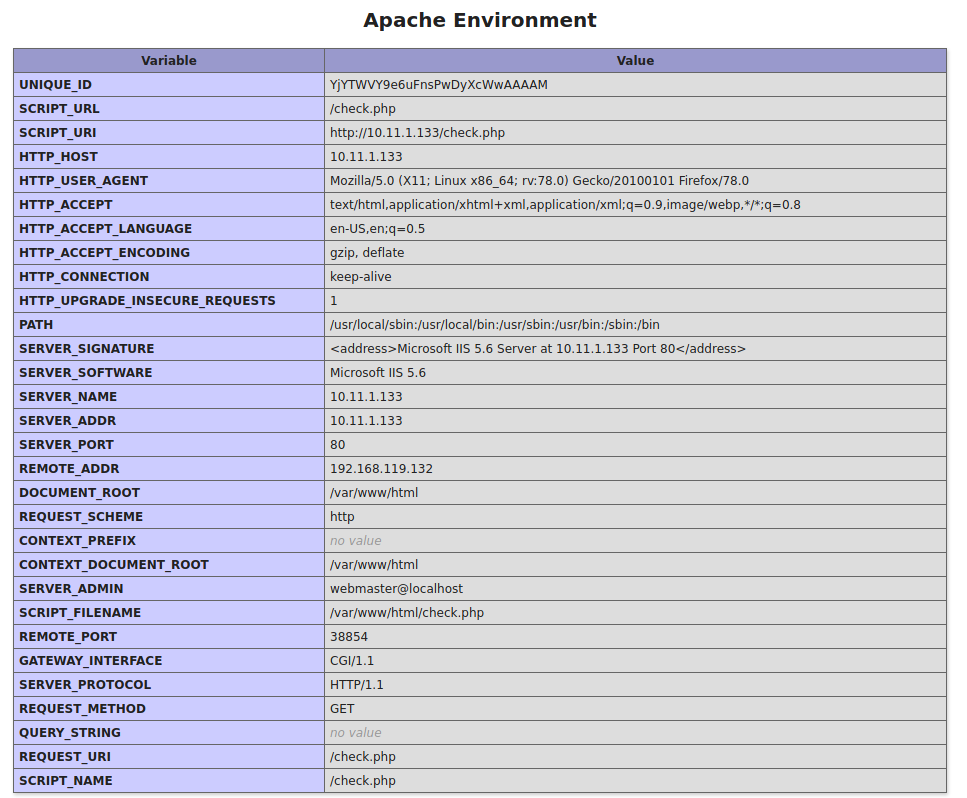 Apache Environment
Variable Value
UNIQUE_ID YjYTWVY9e6uFnsPwDyXcWwAAAAM
SCRIPT_URL /check.php
SCRIPT_URI http://10.11.1.133/check.php
HTTP_HOST 10.11.1.133
HTTP_USER_AGENT Mozilla/5.0 (X11; Linux x86_64; rv:78.0) Gecko/20100101 Firefox/78.0
HTTP_ACCEPT text/html,application/xhtml+xml,application/xml;q=0.9,image/webp,*/*;q=0.8
HTTP_ACCEPT_LANGUAGE en-US,en;q=0.5
HTTP_ACCEPT_ENCODING gzip, deflate
HTTP_CONNECTION keep-alive
HTTP_UPGRADE_INSECURE_REQUESTS 1
PATH /usr/local/sbin:/usr/local/bin:/usr/sbin:/usr/bin:/sbin:/bin
SERVER_SIGNATURE <address>Microsoft IIS 5.6 Server at 10.11.1.133 Port 80</address>
SERVER_SOFTWARE Microsoft IIS 5.6
SERVER_NAME 10.11.1.133
SERVER_ADDR 10.11.1.133
SERVER_PORT 80
REMOTE_ADDR 192.168.119.132
DOCUMENT_ROOT /var/www/html
REQUEST_SCHEME http
CONTEXT_PREFIX no value
CONTEXT_DOCUMENT_ROOT /var/www/html
SERVER_ADMIN webmaster@localhost
SCRIPT_FILENAME /var/www/html/check.php
REMOTE_PORT 38854
GATEWAY_INTERFACE CGI/1.1
SERVER_PROTOCOL HTTP/1.1
REQUEST_METHOD GET
QUERY_STRING no value
REQUEST_URI /check.php
SCRIPT_NAME /check.php